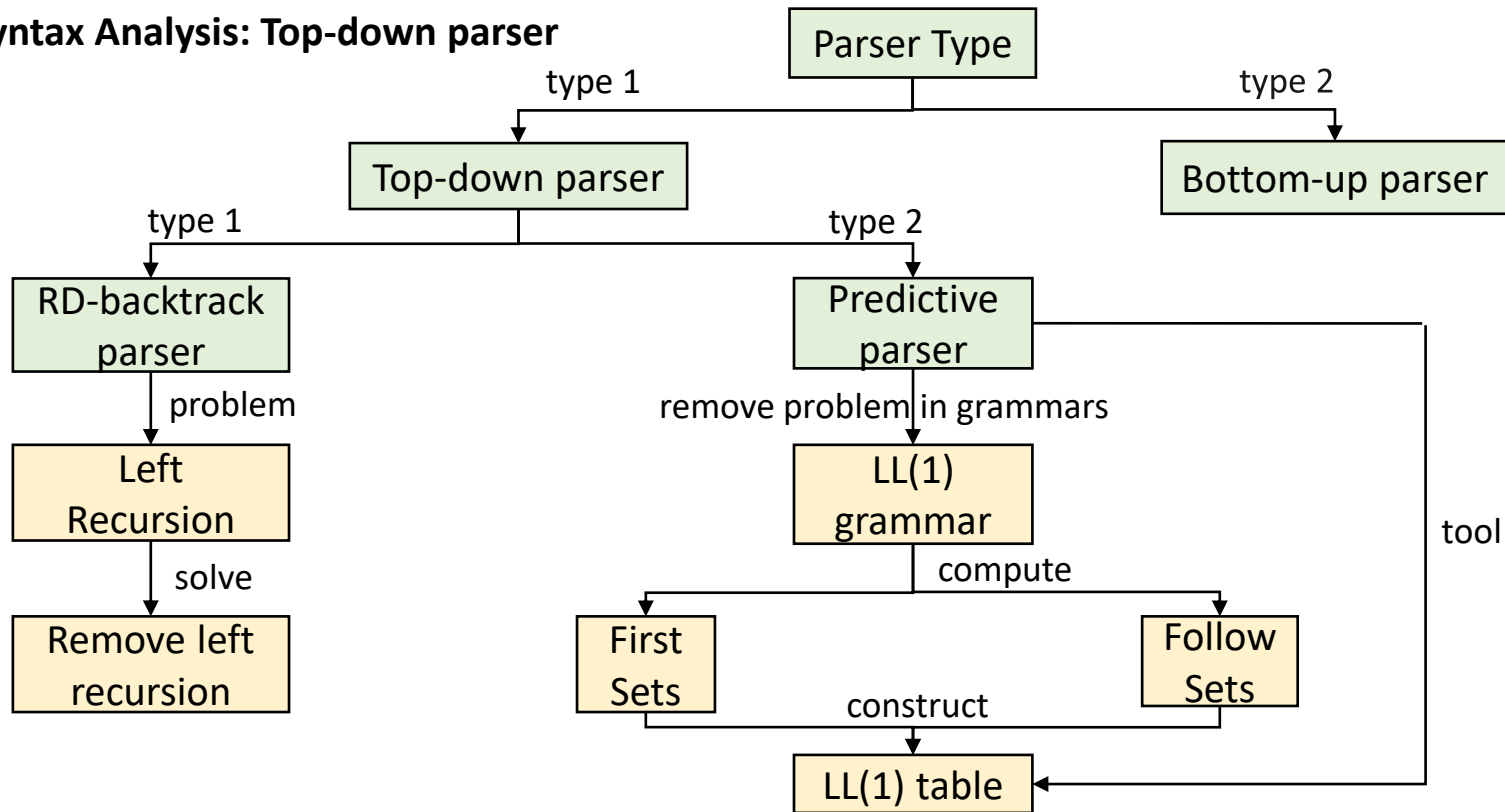 yntax Analysis: Top-down parser
Parser Type
type 1
type 2
Top-down parser
Bottom-up parser
type 1
type 2
RD-backtrack
parser
Predictive
parser
problem
remove problem in grammars
Left
Recursion
LL(1)
grammar
tool
solve
compute
Remove left
recursion
First
Sets
Follow
Sets
construct
LL(1) table